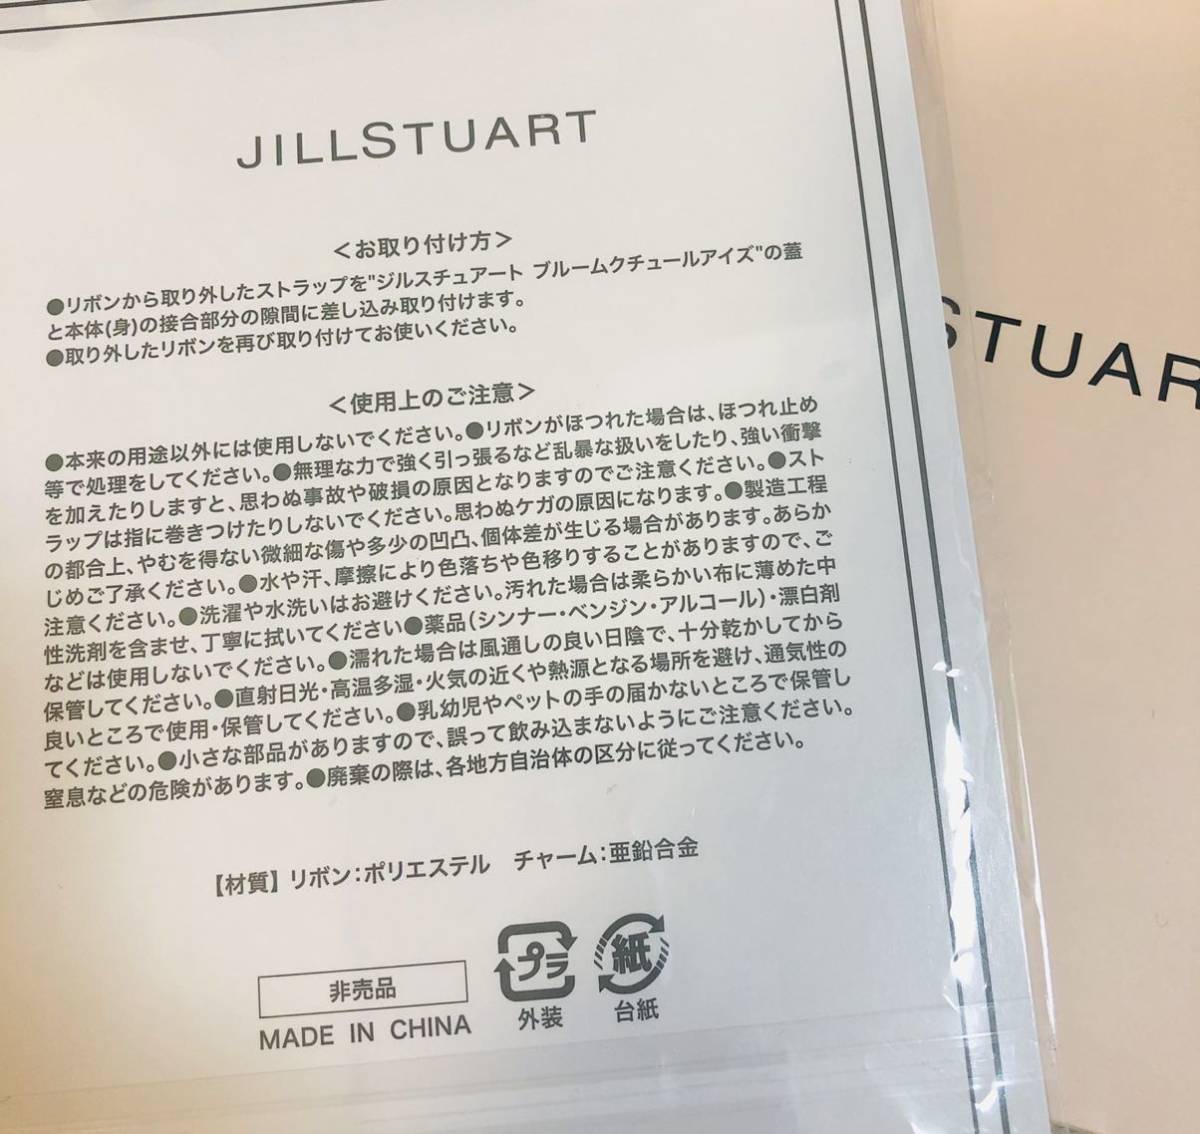 JILLSTUART
＜お取り付け方＞
●リボンから取り外したストラップを"ジルスチュアート ブルームクチュールアイズ"の蓋
と本体(身)の接合部分の隙間に差し込み取り付けます。
●取り外したリボンを再び取り付けてお使いください。
＜使用上のご注意＞
●本来の用途以外には使用しないでください。●リボンがほつれた場合は、ほつれ止め
等で処理をしてください。●無理な力で強く引っ張るなど乱暴な扱いをしたり、強い衝撃
を加えたりしますと、思わぬ事故や破損の原因となりますのでご注意ください。●スト
ラップは指に巻きつけたりしないでください。思わぬケガの原因になります。●製造工程
の都合上、やむを得ない微細な傷や多少の凹凸、個体差が生じる場合があります。あらか
じめご了承ください。●水や汗、摩擦により色落ちや色移りすることがありますので、ご
注意ください。●洗濯や水洗いはお避けください。汚れた場合は柔らかい布に薄めた中
性洗剤を含ませ、丁寧に拭いてください●薬品（シンナー・ベンジン・アルコール）・漂白剤
などは使用しないでください。●濡れた場合は風通しの良い日陰で、十分乾かしてから
保管してください。●直射日光・高温多湿・火気の近くや熱源となる場所を避け、通気性の
良いところで使用・保管してください。●乳幼児やペットの手の届かないところで保管し
てください。●小さな部品がありますので、誤って飲み込まないようにご注意ください。
窒息などの危険があります。●廃棄の際は、各地方自治体の区分に従ってください。
【材質】リボン：ポリエステル　チャーム：亜鉛合金
非売品
MADE IN CHINA
プラ
外装
紙
台紙
STUAR